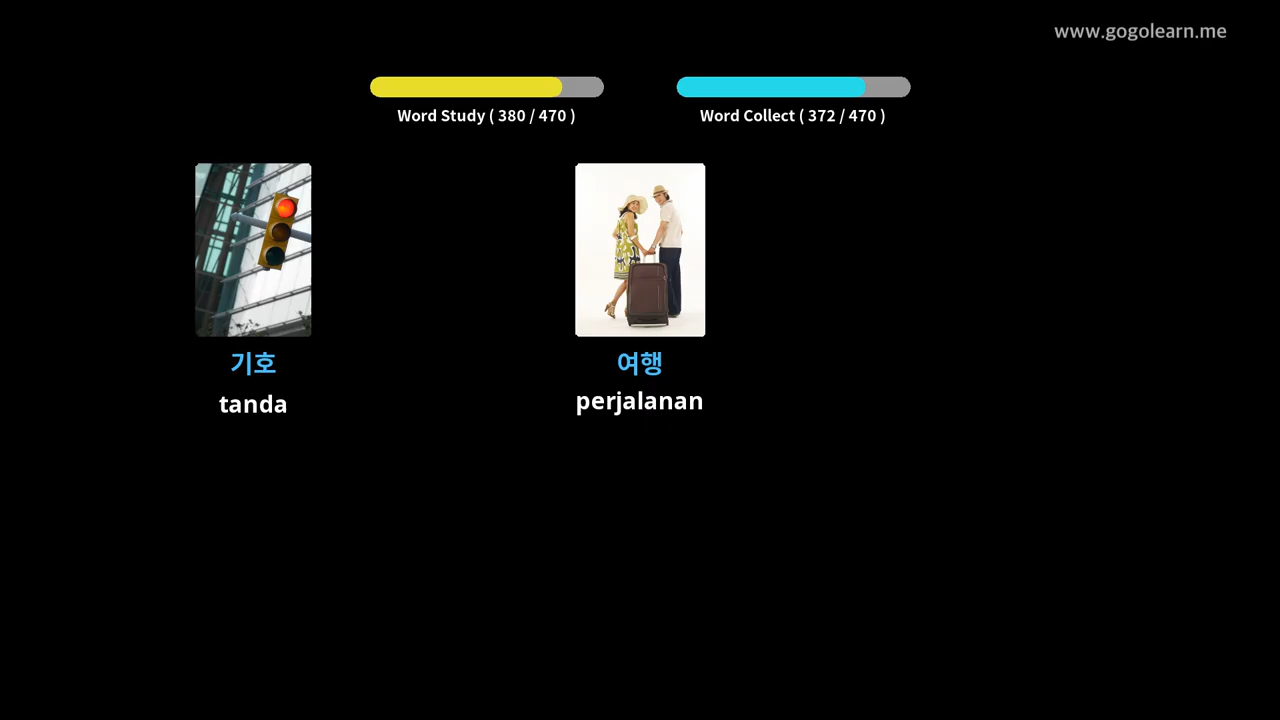 www.gogolearn.me
Word Study ( 380 / 470 )
Word Collect ( 372 / 470 )
기호
tanda
여행
perjalanan